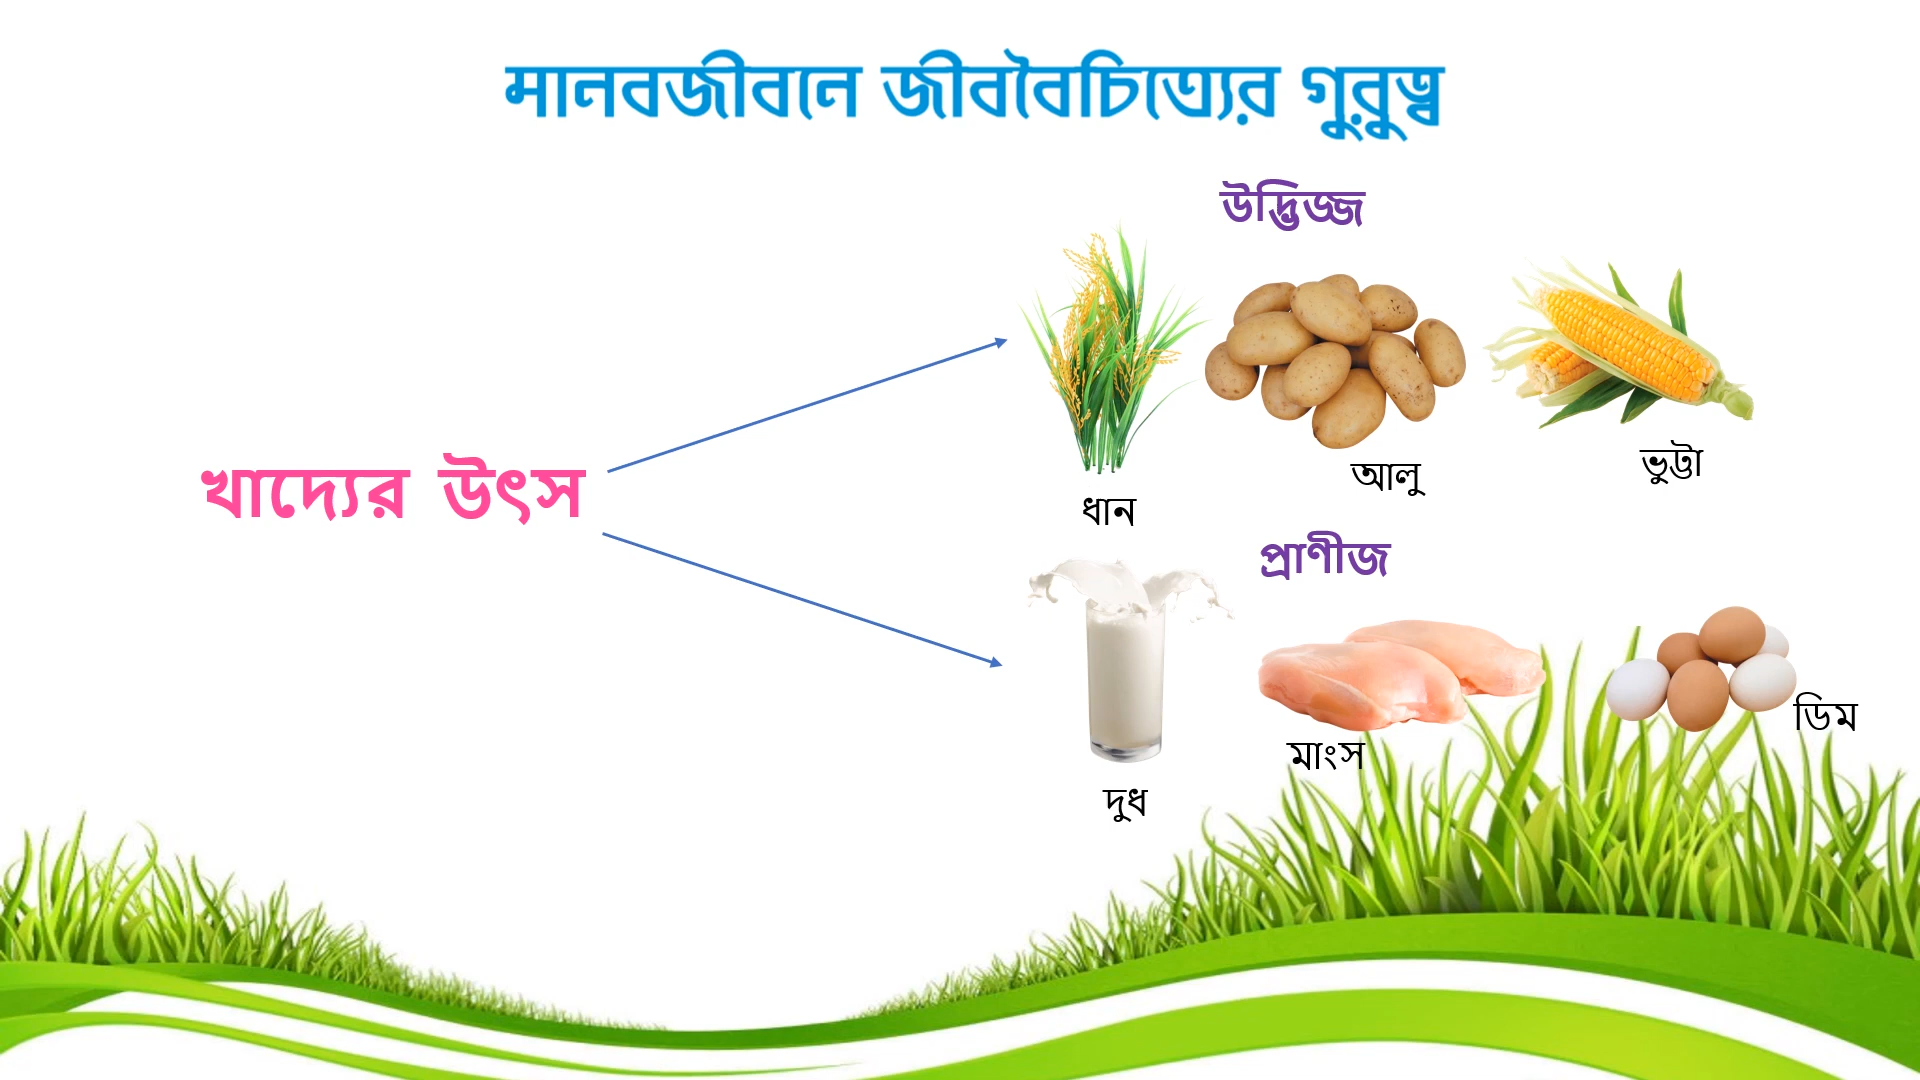 মানবজীবনে জীববৈচিত্র্যের গুরুত্ব
উদ্ভিজ্জ
খাদ্যের উৎস
ধান
আলু
ভুট্টা
প্রাণীজ
দুধ
মাংস
ডিম